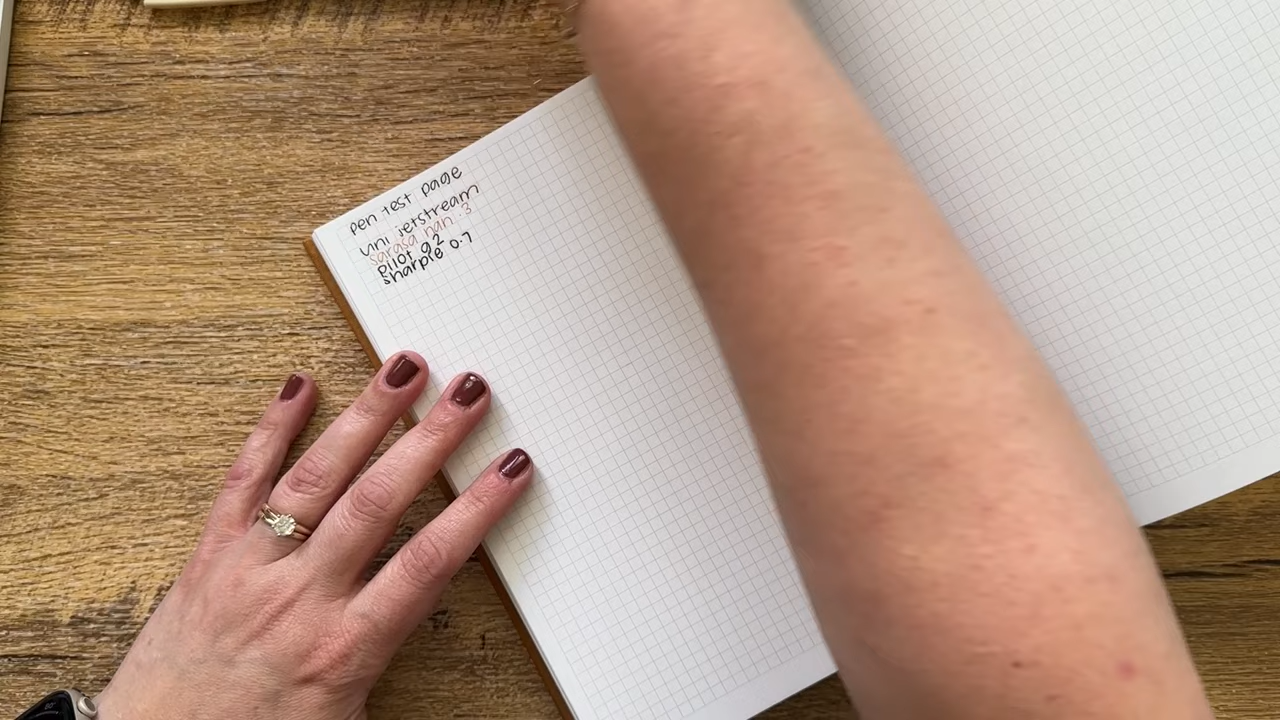 pen test page
uni jetstream
sarasa nan .3
pilot g2
sharpie 0.7